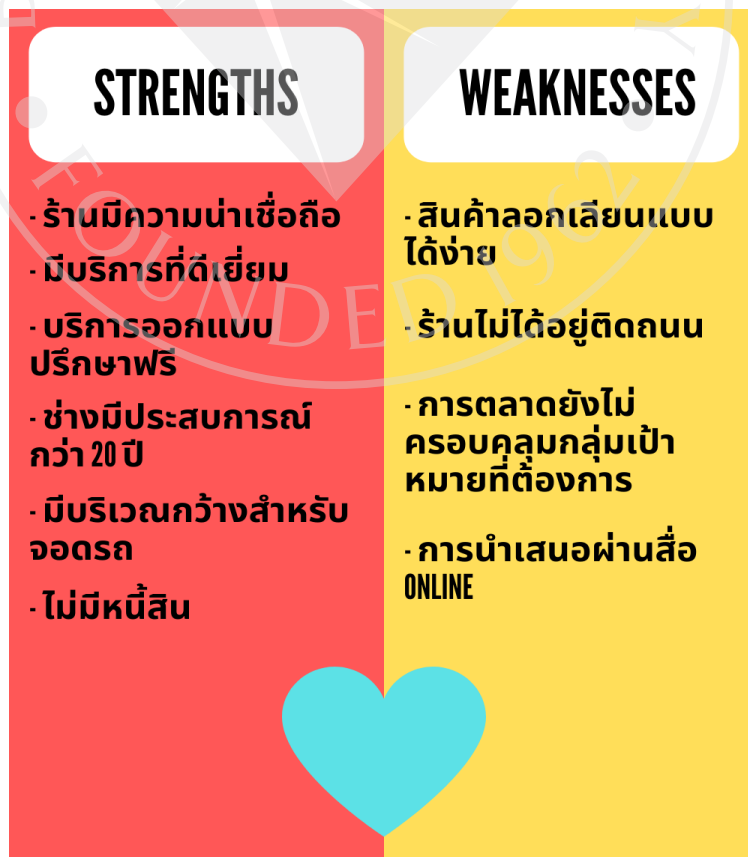 STRENGTHS
- ร้านมีความน่าเชื่อถือ
- มีบริการที่ดีเยี่ยม
- บริการออกแบบ
ปรึกษาฟรี
- ช่างมีประสบการณ์
กว่า 20 ปี
- มีบริเวณกว้างสำหรับ
จอดรถ
- ไม่มีหนี้สิน
WEAKNESSES
- สินค้าลอกเลียนแบบ
ได้ง่าย
- ร้านไม่ได้อยู่ติดถนน
- การตลาดยังไม่
ครอบคลุมกลุ่มเป้า
หมายที่ต้องการ
- การนำเสนอผ่านสื่อ
ONLINE
FOUNDED 1962